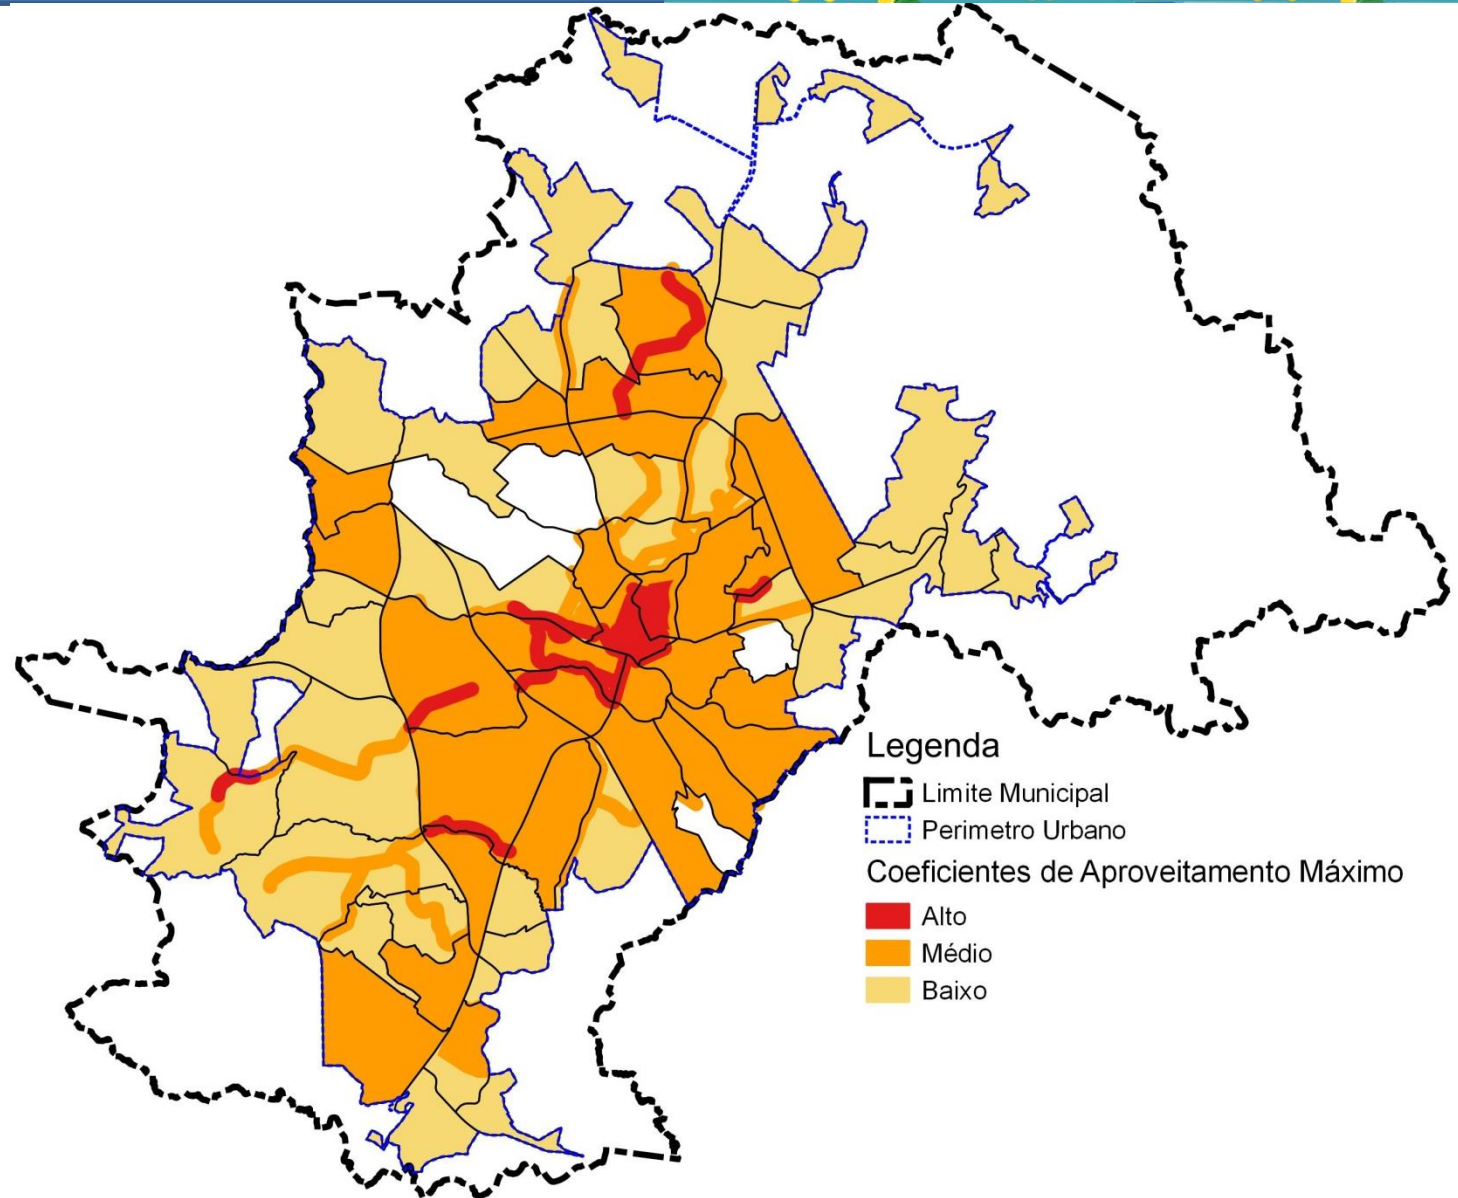 Legenda
Limite Municipal
Perimetro Urbano
Coeficientes de Aproveitamento Máximo
Alto
Médio
Baixo